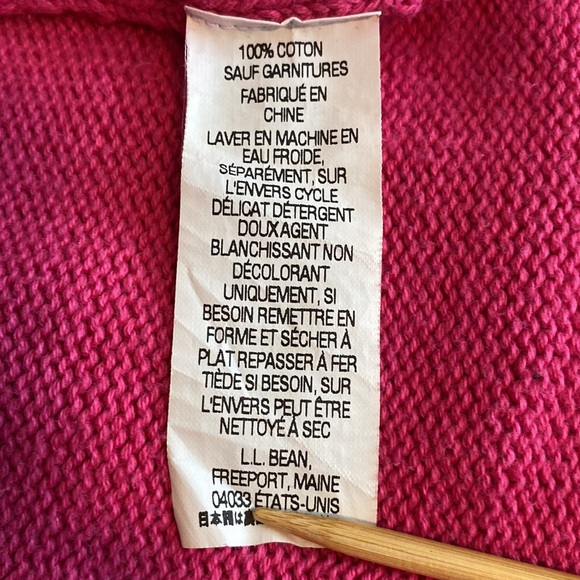 100% COTON
SAUF GARNITURES
FABRIQUÉ EN
CHINE
LAVER EN MACHINE EN
EAU FROIDE,
SÉPARÉMENT, SUR
L'ENVERS CYCLE
DÉLICAT DÉTERGENT
DOUX AGENT
BLANCHISSANT NON
DÉCOLORANT
UNIQUEMENT, SI
BESOIN REMETTRE EN
FORME ET SÉCHER À
PLAT REPASSER À FER
TIÈDE SI BESOIN, SUR
L'ENVERS PEUT ÊTRE
NETTOYÉ À SEC
L.L. BEAN,
FREEPORT, MAINE
04033 ÉTATS-UNIS
日本